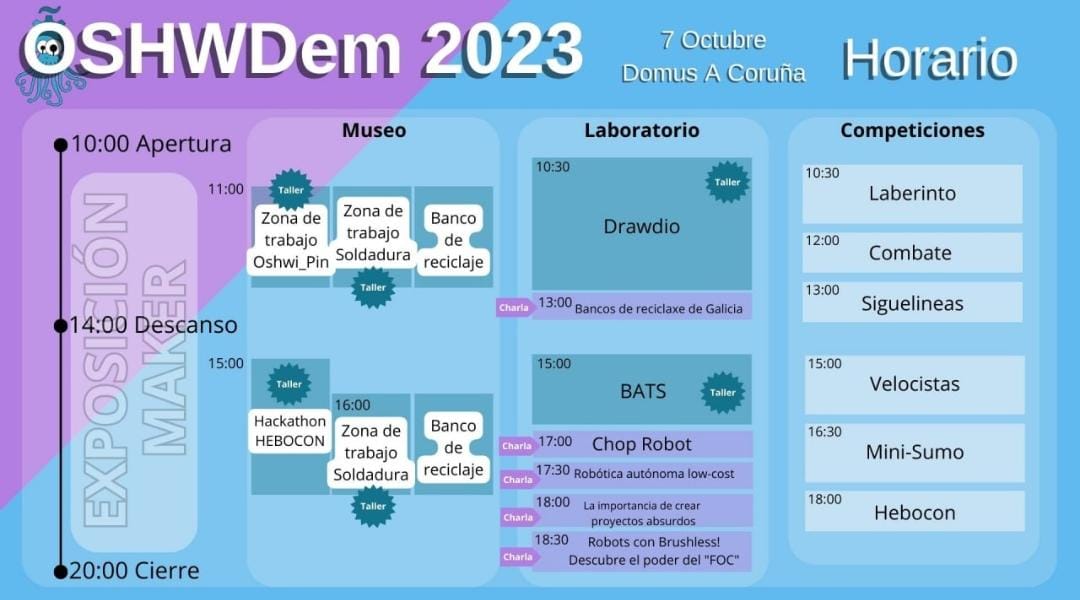 OSHWDem 2023
7 Octubre
Domus A Coruña
Horario
10:00 Apertura
14:00 Descanso
20:00 Cierre
EXPOSICIÓN
MAKER
Museo
11:00
Taller
Zona de
trabajo
Oshwi_Pin
Zona de
trabajo
Soldadura
Taller
Banco
de
reciclaje
15:00
Taller
Hackathon
HEBOCON
16:00
Zona de
trabajo
Soldadura
Taller
Banco
de
reciclaje
Laboratorio
10:30
Taller
Drawdio
Charla
13:00
Bancos de reciclaxe de Galicia
15:00
BATS
Taller
Charla
17:00
Chop Robot
Charla
17:30
Robótica autónoma low-cost
Charla
18:00
La importancia de crear
proyectos absurdos
Charla
18:30
Robots con Brushless!
Descubre el poder del "FOC"
Competiciones
10:30
Laberinto
12:00
Combate
13:00
Siguelineas
15:00
Velocistas
16:30
Mini-Sumo
18:00
Hebocon